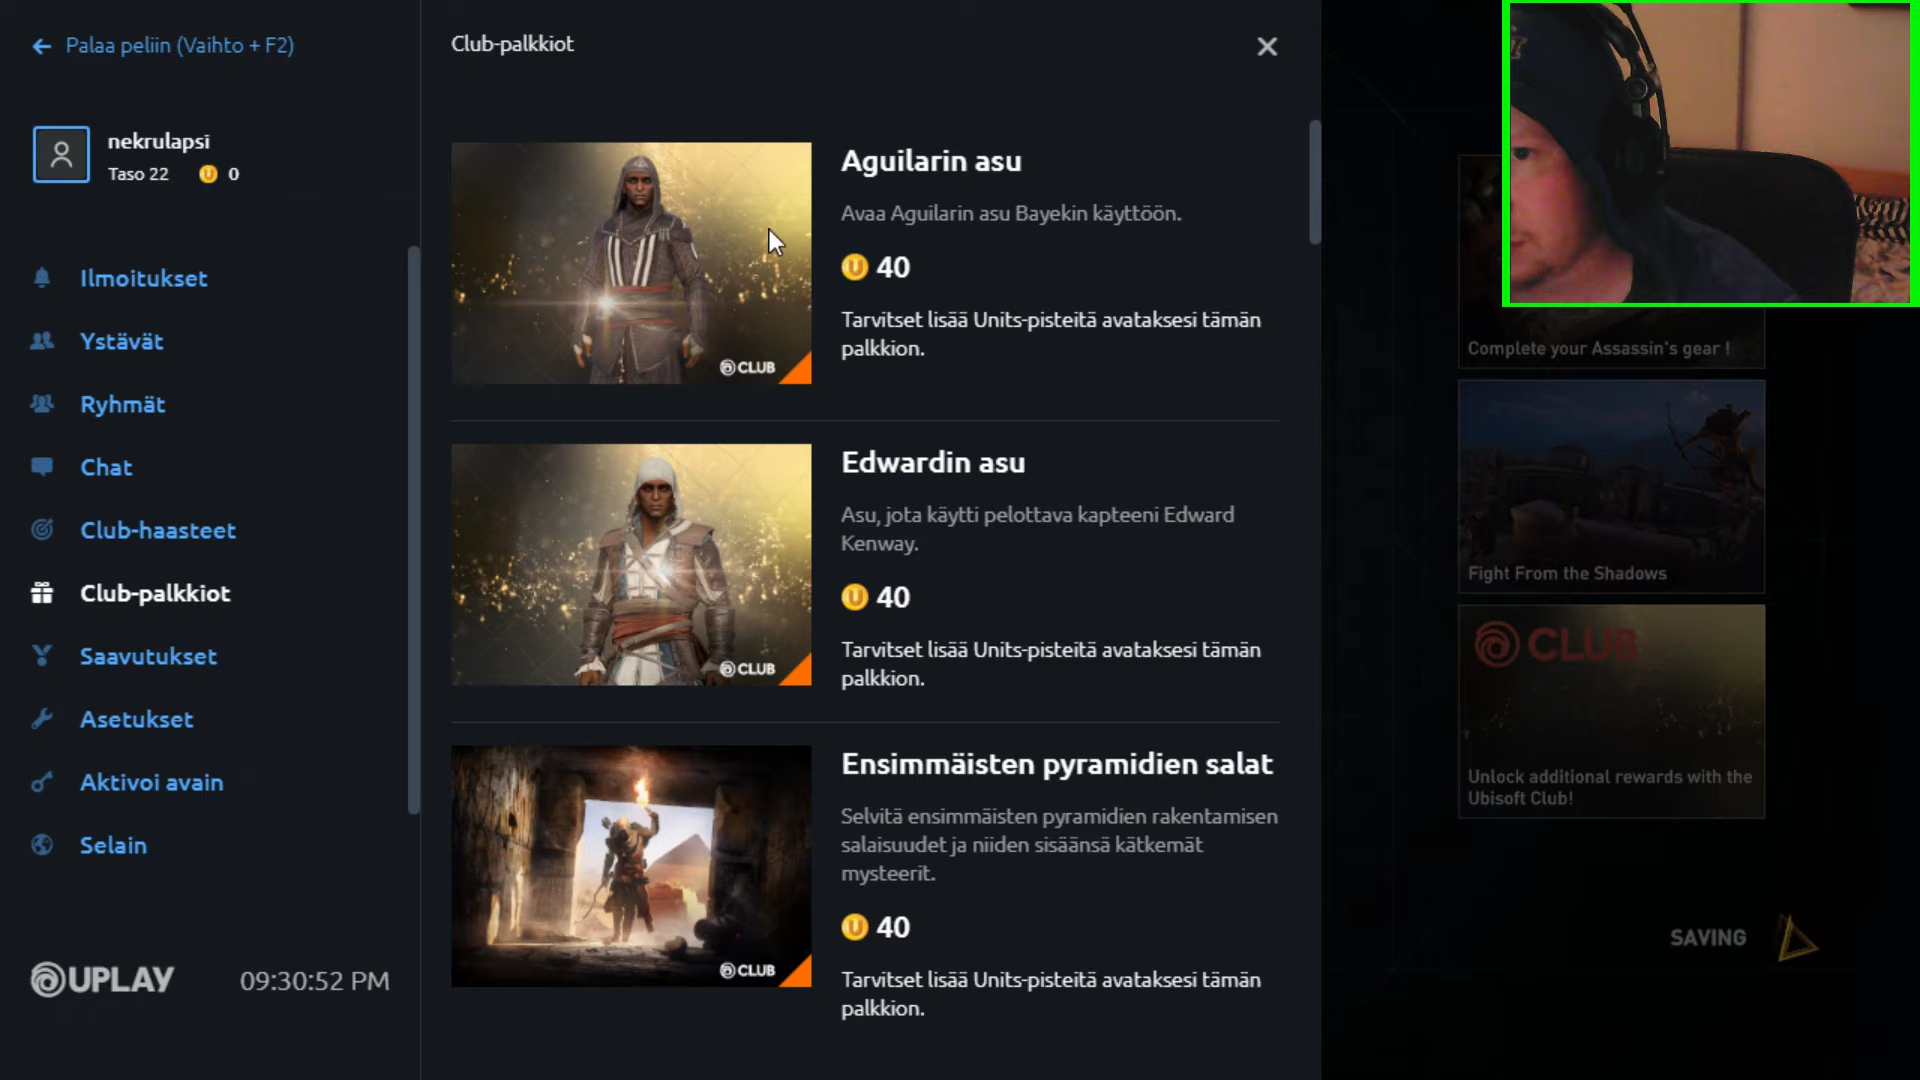 Palaa peliin (Vaihto + F2)
nekrulapsi
Taso 22
0
Ilmoitukset
Ystävät
Ryhmät
Chat
Club-haasteet
Club-palkkiot
Saavutukset
Asetukset
Aktivoi avain
Selain
UPLAY
09:30:52 PM
Club-palkkiot
CLUB
Aguilarin asu
Avaa Aguilarin asu Bayekin käyttöön.
40
Tarvitset lisää Units-pisteitä avataksesi tämän
palkkion.
CLUB
Edwardin asu
Asu, jota käytti pelottava kapteeni Edward
Kenway.
40
Tarvitset lisää Units-pisteitä avataksesi tämän
palkkion.
CLUB
Ensimmäisten pyramidien salat
Selvitä ensimmäisten pyramidien rakentamisen
salaisuudet ja niiden sisäänsä kätkemät
mysteerit.
40
Tarvitset lisää Units-pisteitä avataksesi tämän
palkkion.
Complete your Assassin's gear !
Fight From the Shadows
CLUB
Unlock additional rewards with the
Ubisoft Club!
SAVING